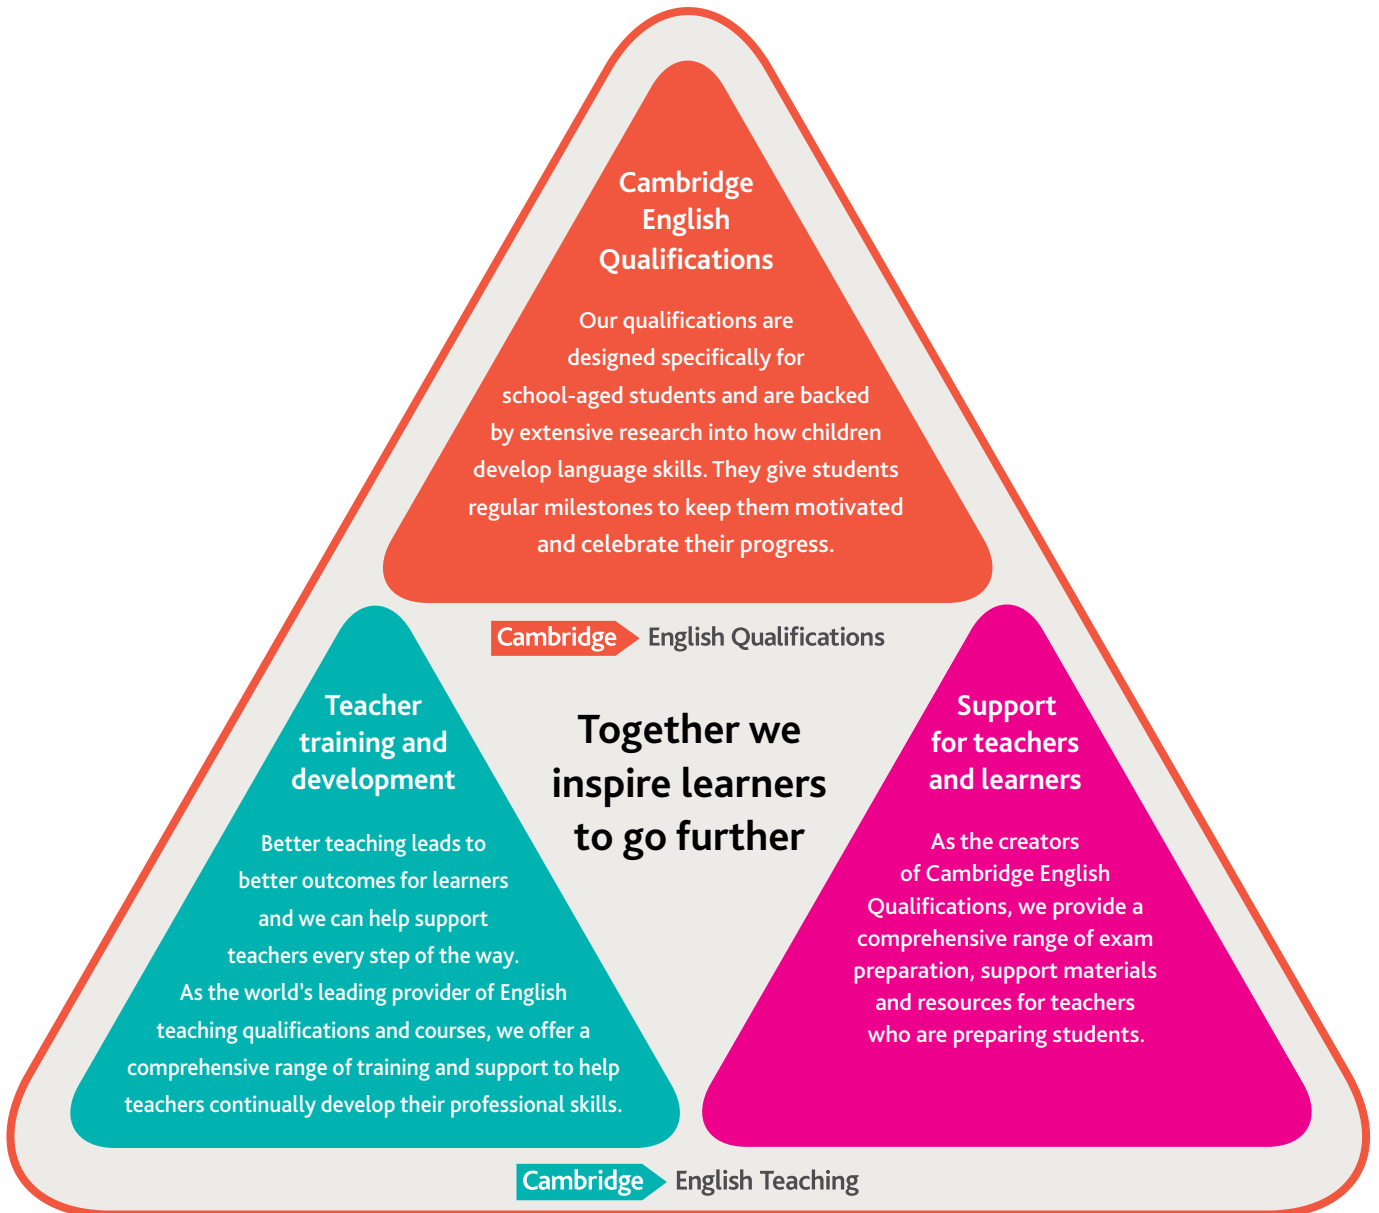 Cambridge
English
Qualifications
Our qualifications are
designed specifically for
school-aged students and are backed
by extensive research into how children
develop language skills. They give students
regular milestones to keep them motivated
and celebrate their progress.
Cambridge English Qualifications
Together we
inspire learners
to go further
Teacher
training and
development
Better teaching leads to
better outcomes for learners
and we can help support
teachers every step of the way.
As the world's leading provider of English
teaching qualifications and courses, we offer a
comprehensive range of training and support to help
teachers continually develop their professional skills.
Support
for teachers
and learners
As the creators
of Cambridge English
Qualifications, we provide a
comprehensive range of exam
preparation, support materials
and resources for teachers
who are preparing students.
Cambridge English Teaching